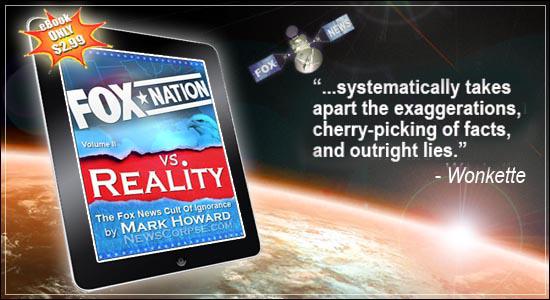 eBook
ONLY
$2.99
FOX NATION
Volume II
vs.
REALITY
The Fox News Cult Of Ignorance
by MARK HOWARD
NEWSCORPSE.COM
FOX
NEWS
“...systematically takes
apart the exaggerations,
cherry-picking of facts,
and outright lies.”
- Wonkette